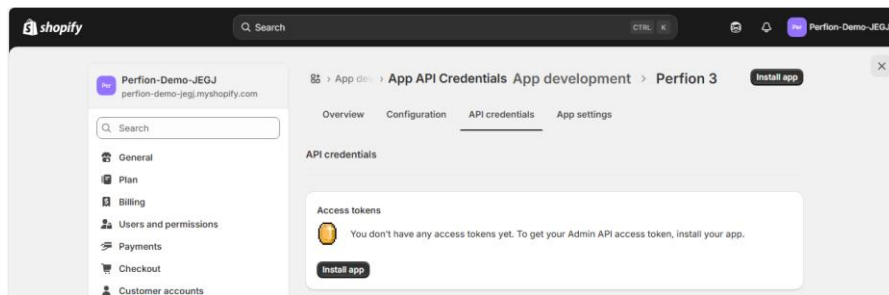 shopify
Search
CTRL K
Per
Perfion-Demo-JEGJ
Per
Perfion-Demo-JEGJ
perfion-demo-jegj.myshopify.com
Search
General
Plan
Billing
Users and permissions
Payments
Checkout
Customer accounts
› App dev › App API Credentials App development › Perfion 3
Install app
Overview Configuration API credentials App settings
API credentials
Access tokens
You don't have any access tokens yet. To get your Admin API access token, install your app.
Install app